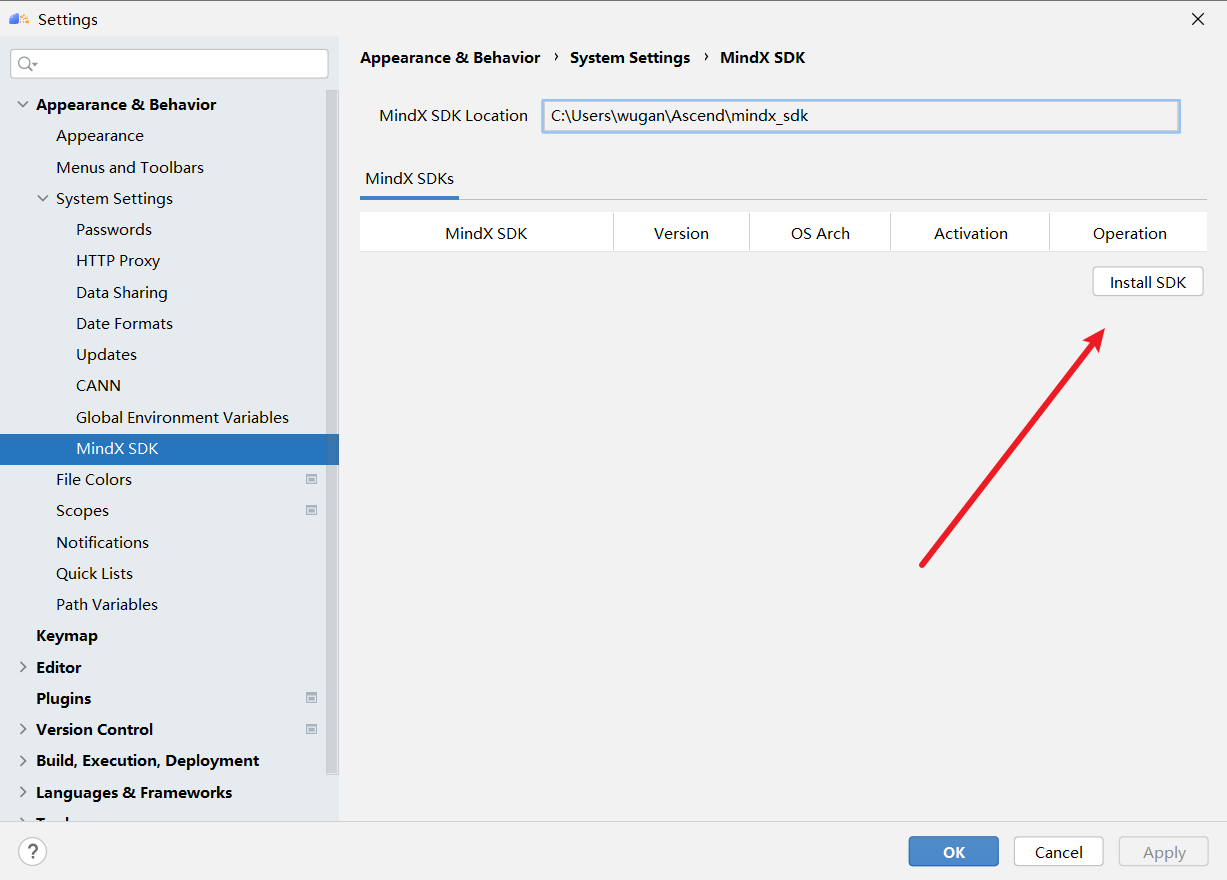 Settings
Appearance & Behavior › System Settings › MindX SDK
Appearance & Behavior
Appearance
Menus and Toolbars
System Settings
Passwords
HTTP Proxy
Data Sharing
Date Formats
Updates
CANN
Global Environment Variables
MindX SDK
File Colors
Scopes
Notifications
Quick Lists
Path Variables
Keymap
Editor
Plugins
Version Control
Build, Execution, Deployment
Languages & Frameworks
MindX SDK Location C:\Users\wugan\Ascend\mindx_sdk
MindX SDKs
MindX SDK Version OS Arch Activation Operation
Install SDK
? OK Cancel Apply